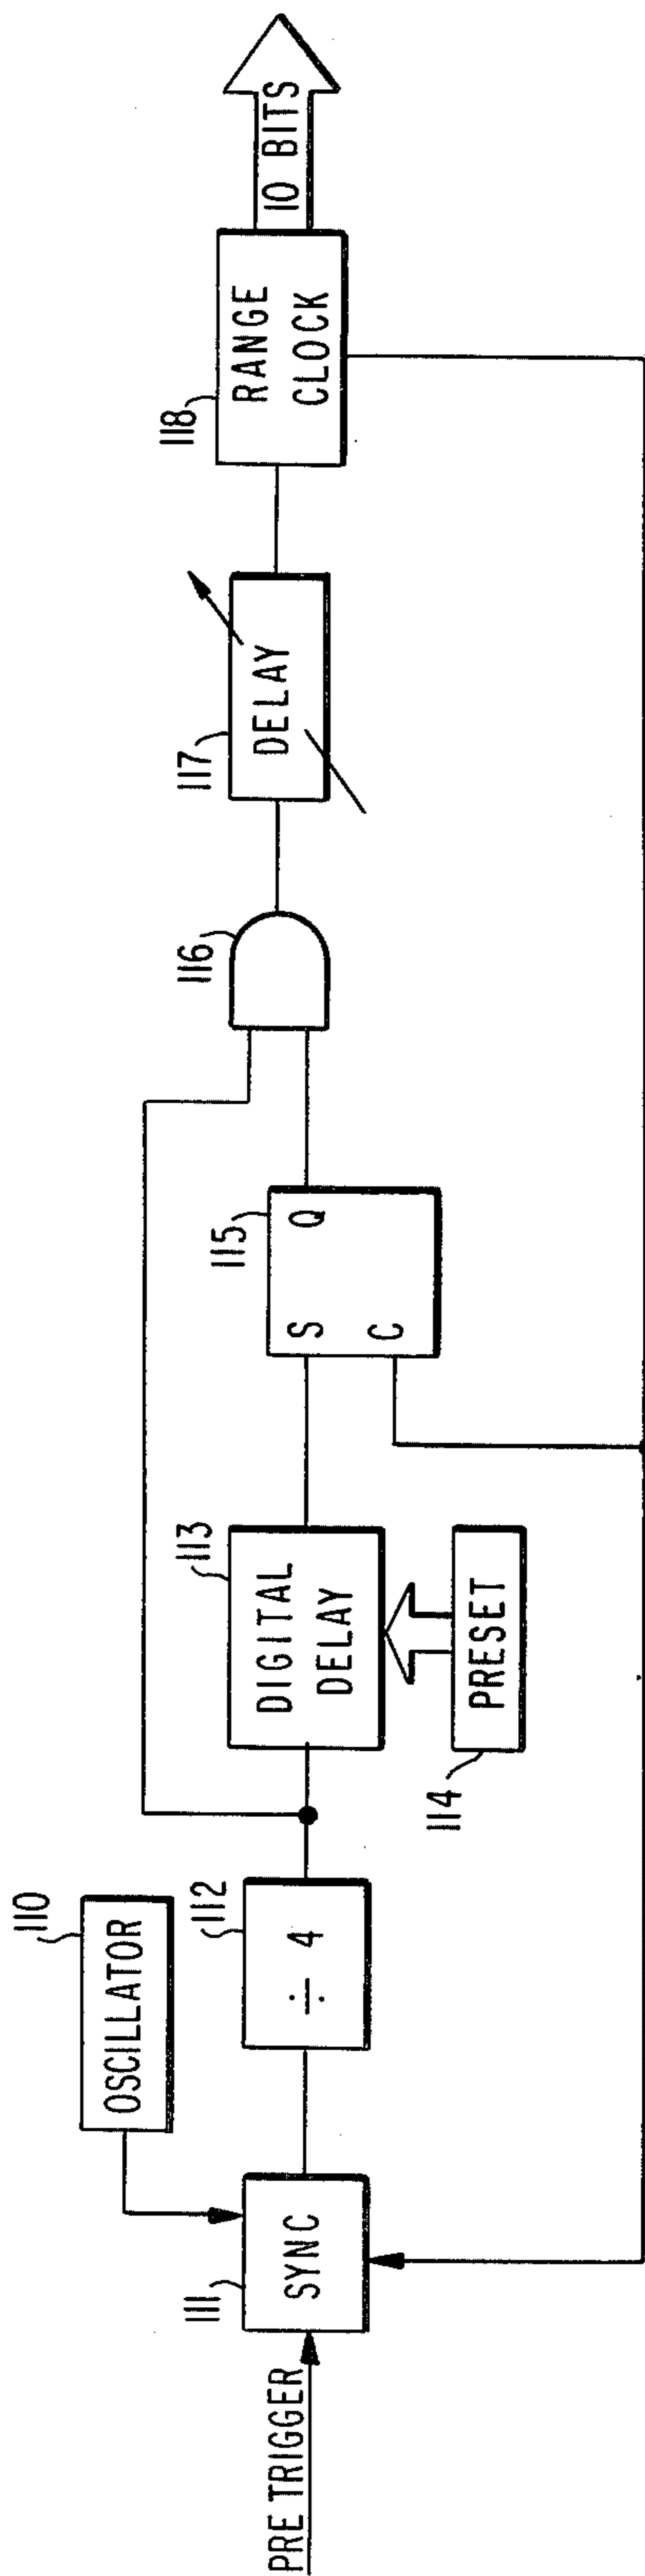 PRE TRIGGER
111
SYNC
110
OSCILLATOR
112
÷ 4
113
DIGITAL
DELAY
114
PRESET
115
S Q
C
116
117
DELAY
118
RANGE
CLOCK
10 BITS